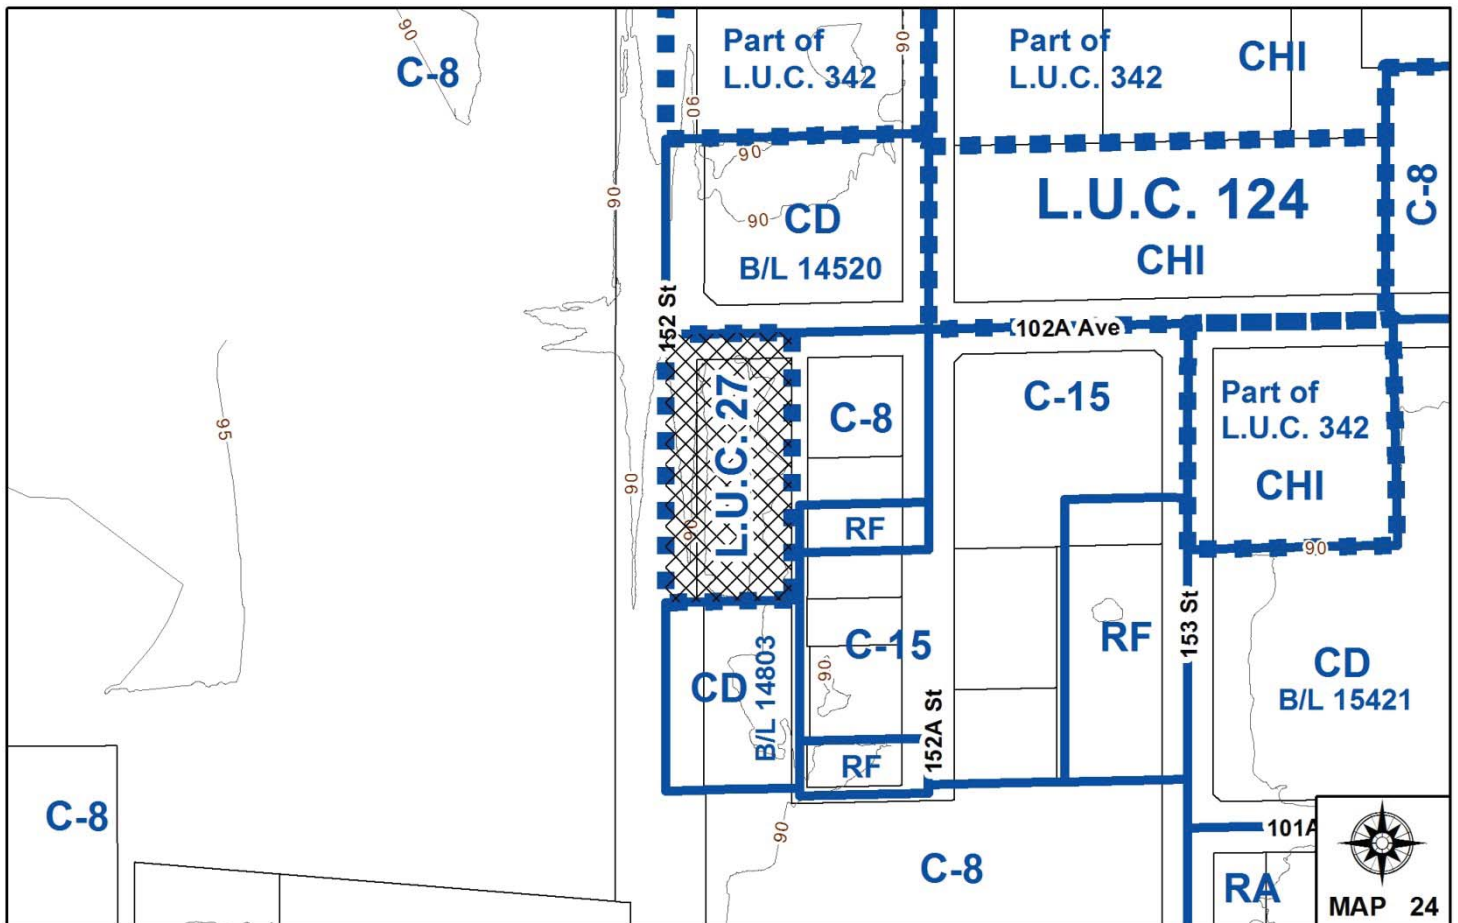 90
C-8
Part of
L.U.C. 342
90
Part of
L.U.C. 342
CHI
90
90
90
90
CD
B/L 14520
L.U.C. 124
CHI
C-8
152 St
102A Ave
95
90
L.U.C. 27
90
C-8
C-15
Part of
L.U.C. 342
CHI
RF
90
153 St
CD
B/L 14803
C-15
90
RF
CD
B/L 15421
152A St
RF
C-8
90
C-8
101A
RA
MAP 24